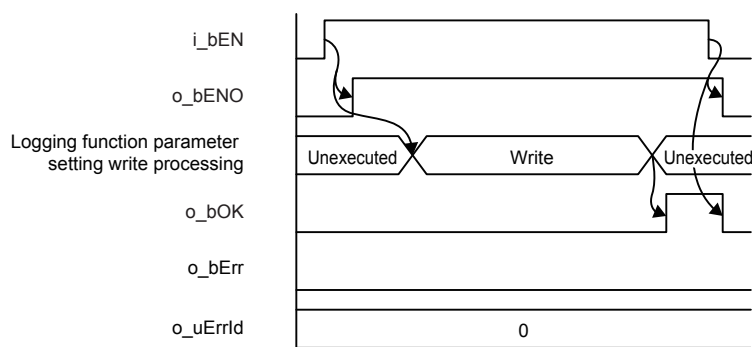 i_bEN
o_bENO
Logging function parameter
setting write processing
Unexecuted
Write
Unexecuted
o_bOK
o_bErr
o_uErrId
0